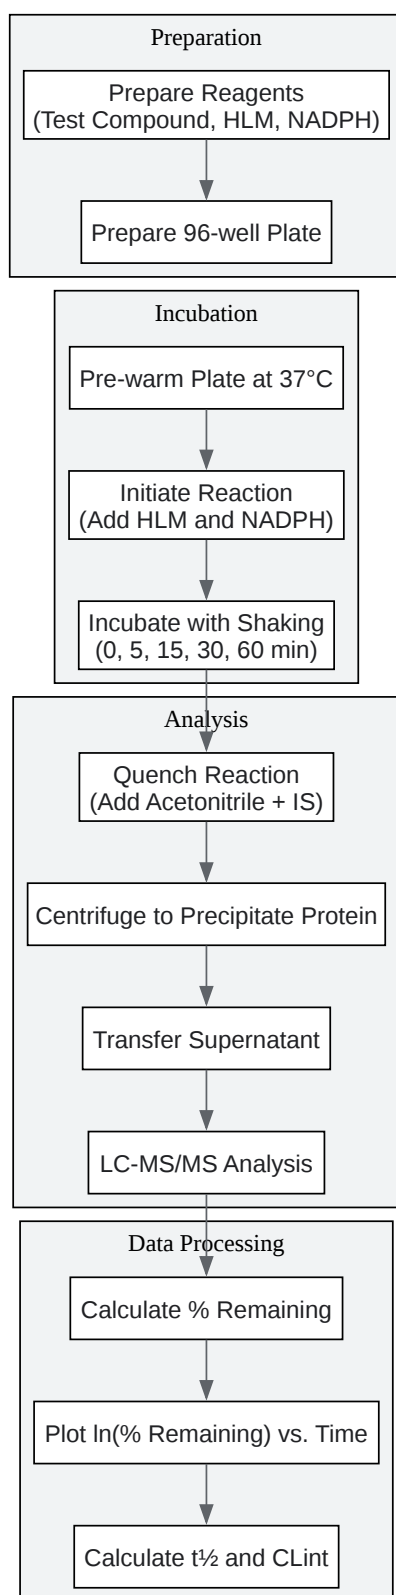 Preparation
Prepare Reagents
(Test Compound, HLM, NADPH)
Prepare 96-well Plate
Incubation
Pre-warm Plate at 37°C
Initiate Reaction
(Add HLM and NADPH)
Incubate with Shaking
(0, 5, 15, 30, 60 min)
Analysis
Quench Reaction
(Add Acetonitrile + IS)
Centrifuge to Precipitate Protein
Transfer Supernatant
LC-MS/MS Analysis
Data Processing
Calculate % Remaining
Plot ln(% Remaining) vs. Time
Calculate t½ and CLint